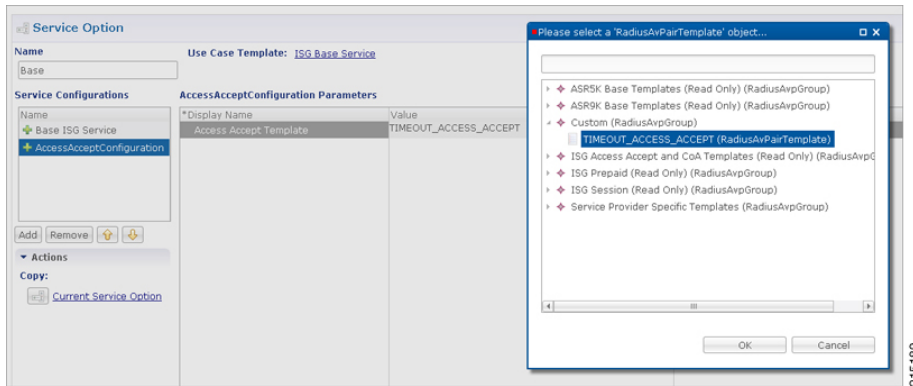 Service Option
Name
Base
Use Case Template: ISG Base Service
Service Configurations
Name
Base ISG Service
AccessAcceptConfiguration
Add Remove
Actions
Copy:
Current Service Option
AccessAcceptConfiguration Parameters
*Display Name Value
Access Accept Template TIMEOUT_ACCESS_ACCEPT
Please select a 'RadiusAvPairTemplate' object...
ASR5K Base Templates (Read Only) (RadiusAvpGroup)
ASR9K Base Templates (Read Only) (RadiusAvpGroup)
Custom (RadiusAvpGroup)
TIMEOUT_ACCESS_ACCEPT (RadiusAvPairTemplate)
ISG Access Accept and CoA Templates (Read Only) (RadiusAvpG
ISG Prepaid (Read Only) (RadiusAvpGroup)
ISG Session (Read Only) (RadiusAvpGroup)
Service Provider Specific Templates (RadiusAvpGroup)
OK Cancel